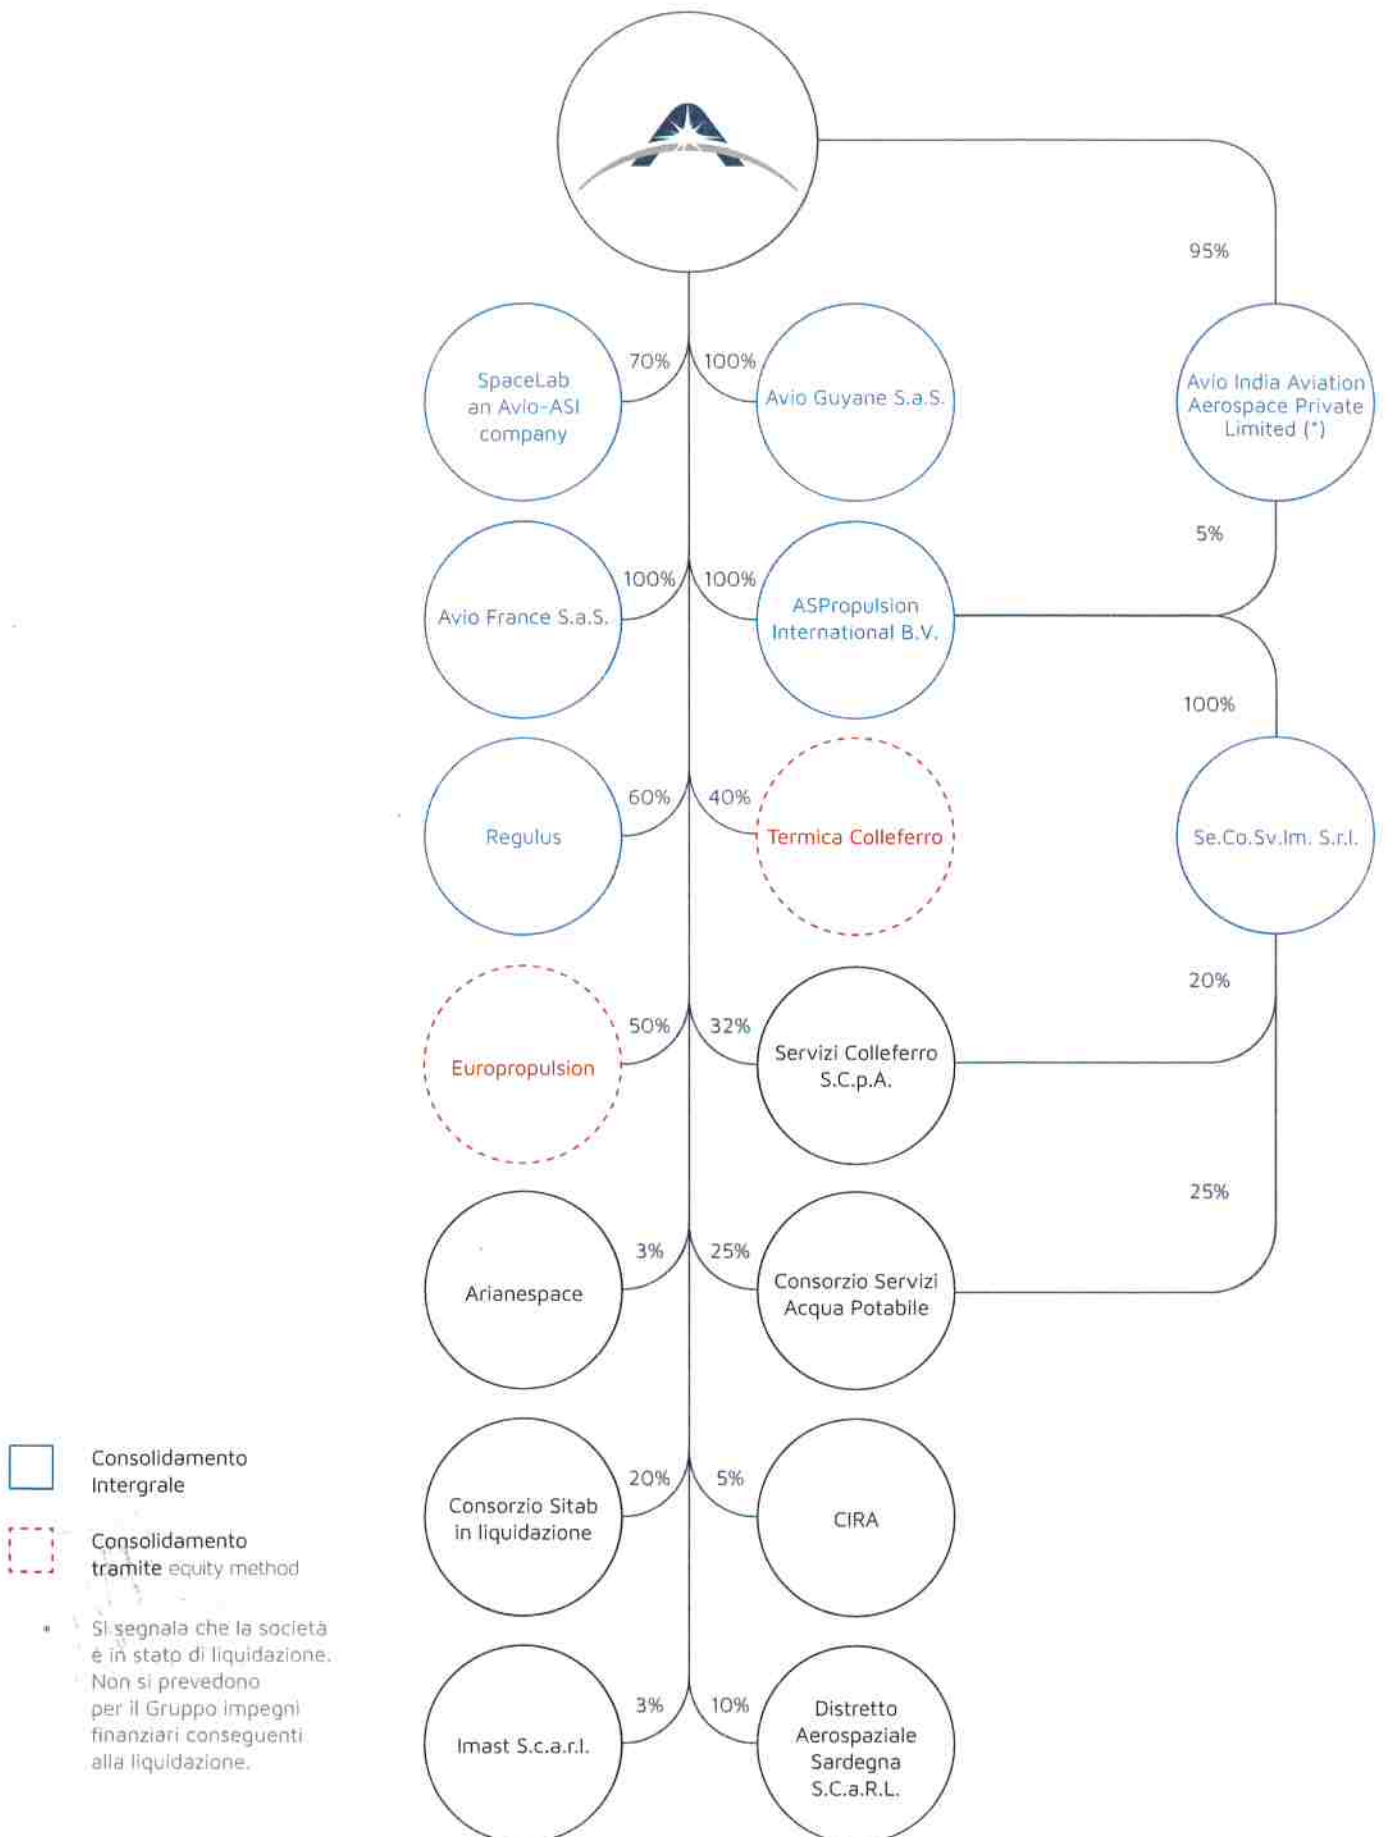 95%
70%
100%
SpaceLab
an Avio-ASI
company
Avio Guyane S.a.S.
Avio India Aviation
Aerospace Private
Limited (*)
5%
100%
100%
Avio France S.a.S.
ASPropulsion
International B.V.
100%
60%
40%
Regulus
Termica Colleferro
Se.Co.Sv.Im. S.r.l.
20%
50%
32%
Europropulsion
Servizi Colleferro
S.C.p.A.
25%
3%
25%
Arianespace
Consorzio Servizi
Acqua Potabile
20%
5%
Consorzio Sitab
in liquidazione
CIRA
3%
10%
Imast S.c.a.r.l.
Distretto
Aerospaziale
Sardegna
S.C.a.R.L.
Consolidamento
Intergrale
Consolidamento
tramite equity method
* Si segnala che la società
è in stato di liquidazione.
Non si prevedono
per il Gruppo impegni
finanziari conseguenti
alla liquidazione.